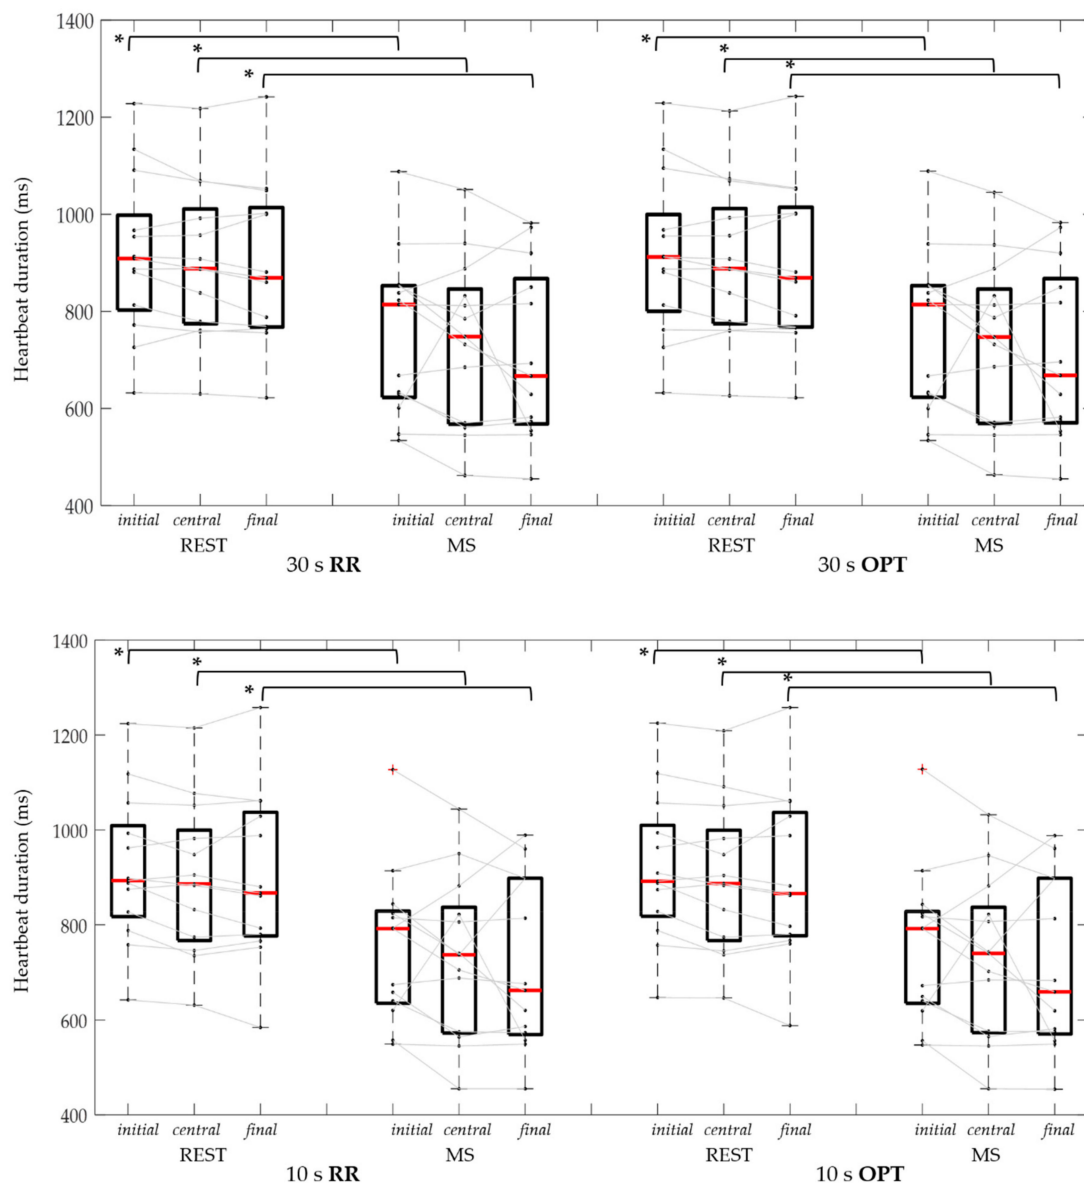 1400
* * * * * *
1200
1000
Heartbeat duration (ms)
800
600
400
initial central final initial central final initial central final initial central final
REST MS REST MS
30 s RR 30 s OPT
1400
* * * * * *
1200
1000
Heartbeat duration (ms)
800
600
400
initial central final initial central final initial central final initial central final
REST MS REST MS
10 s RR 10 s OPT